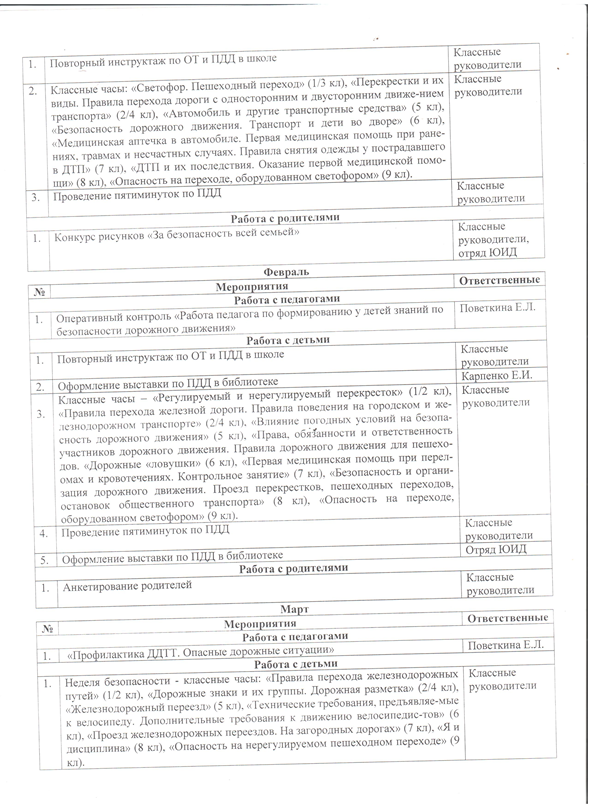 1. Повторный инструктаж по ОТ и ПДД в школе Классные
руководители
2. Классные часы: «Светофор. Пешеходный переход» (1/3 кл), «Перекрестки и их Классные
виды. Правила перехода дороги с односторонним и двусторонним движе-нием руководители
транспорта» (2/4 кл), «Автомобиль и другие транспортные средства» (5 кл),
«Безопасность дорожного движения. Транспорт и дети во дворе» (6 кл),
«Медицинская аптечка в автомобиле. Первая медицинская помощь при ране-
ниях, травмах и несчастных случаях. Правила снятия одежды у пострадавшего
в ДТП» (7 кл), «ДТП и их последствия. Оказание первой медицинской помо-
щи» (8 кл), «Опасность на переходе, оборудованном светофором» (9 кл).
3. Проведение пятиминуток по ПДД Классные
руководители
Работа с родителями
1. Конкурс рисунков «За безопасность всей семьей» Классные
руководители,
отряд ЮИД
Февраль
№ Мероприятия Ответственные
Работа с педагогами
1. Оперативный контроль «Работа педагога по формированию у детей знаний по Поветкина Е.Л.
безопасности дорожного движения»
Работа с детьми
1. Повторный инструктаж по ОТ и ПДД в школе Классные
руководители
2. Оформление выставки по ПДД в библиотеке Карпенко Е.И.
3. Классные часы – «Регулируемый и нерегулируемый перекресток» (1/2 кл), Классные
«Правила перехода железной дороги. Правила поведения на городском и же- руководители
лезнодорожном транспорте» (2/4 кл), «Влияние погодных условий на безопа-
сность дорожного движения» (5 кл), «Права, обязанности и ответственность
участников дорожного движения. Правила дорожного движения для пешехо-
дов. «Дорожные «ловушки» (6 кл), «Первая медицинская помощь при перел-
омах и кровотечениях. Контрольное занятие» (7 кл), «Безопасность и органи-
зация дорожного движения. Проезд перекрестков, пешеходных переходов,
остановок общественного транспорта» (8 кл), «Опасность на переходе,
оборудованном светофором» (9 кл).
4. Проведение пятиминуток по ПДД Классные
руководители
5. Оформление выставки по ПДД в библиотеке Отряд ЮИД
Работа с родителями
1. Анкетирование родителей Классные
руководители
Март
№ Мероприятия Ответственные
Работа с педагогами
1. «Профилактика ДДТТ. Опасные дорожные ситуации» Поветкина Е.Л.
Работа с детьми
1. Неделя безопасности - классные часы: «Правила перехода железнодорожных Классные
путей» (1/2 кл), «Дорожные знаки и их группы. Дорожная разметка» (2/4 кл), руководители
«Железнодорожный переезд» (5 кл), «Технические требования, предъявляе-мые
к велосипеду. Дополнительные требования к движению велосипедис-тов» (6
кл), «Проезд железнодорожных переездов. На загородных дорогах» (7 кл), «Я и
дисциплина» (8 кл), «Опасность на нерегулируемом пешеходном переходе» (9
кл).